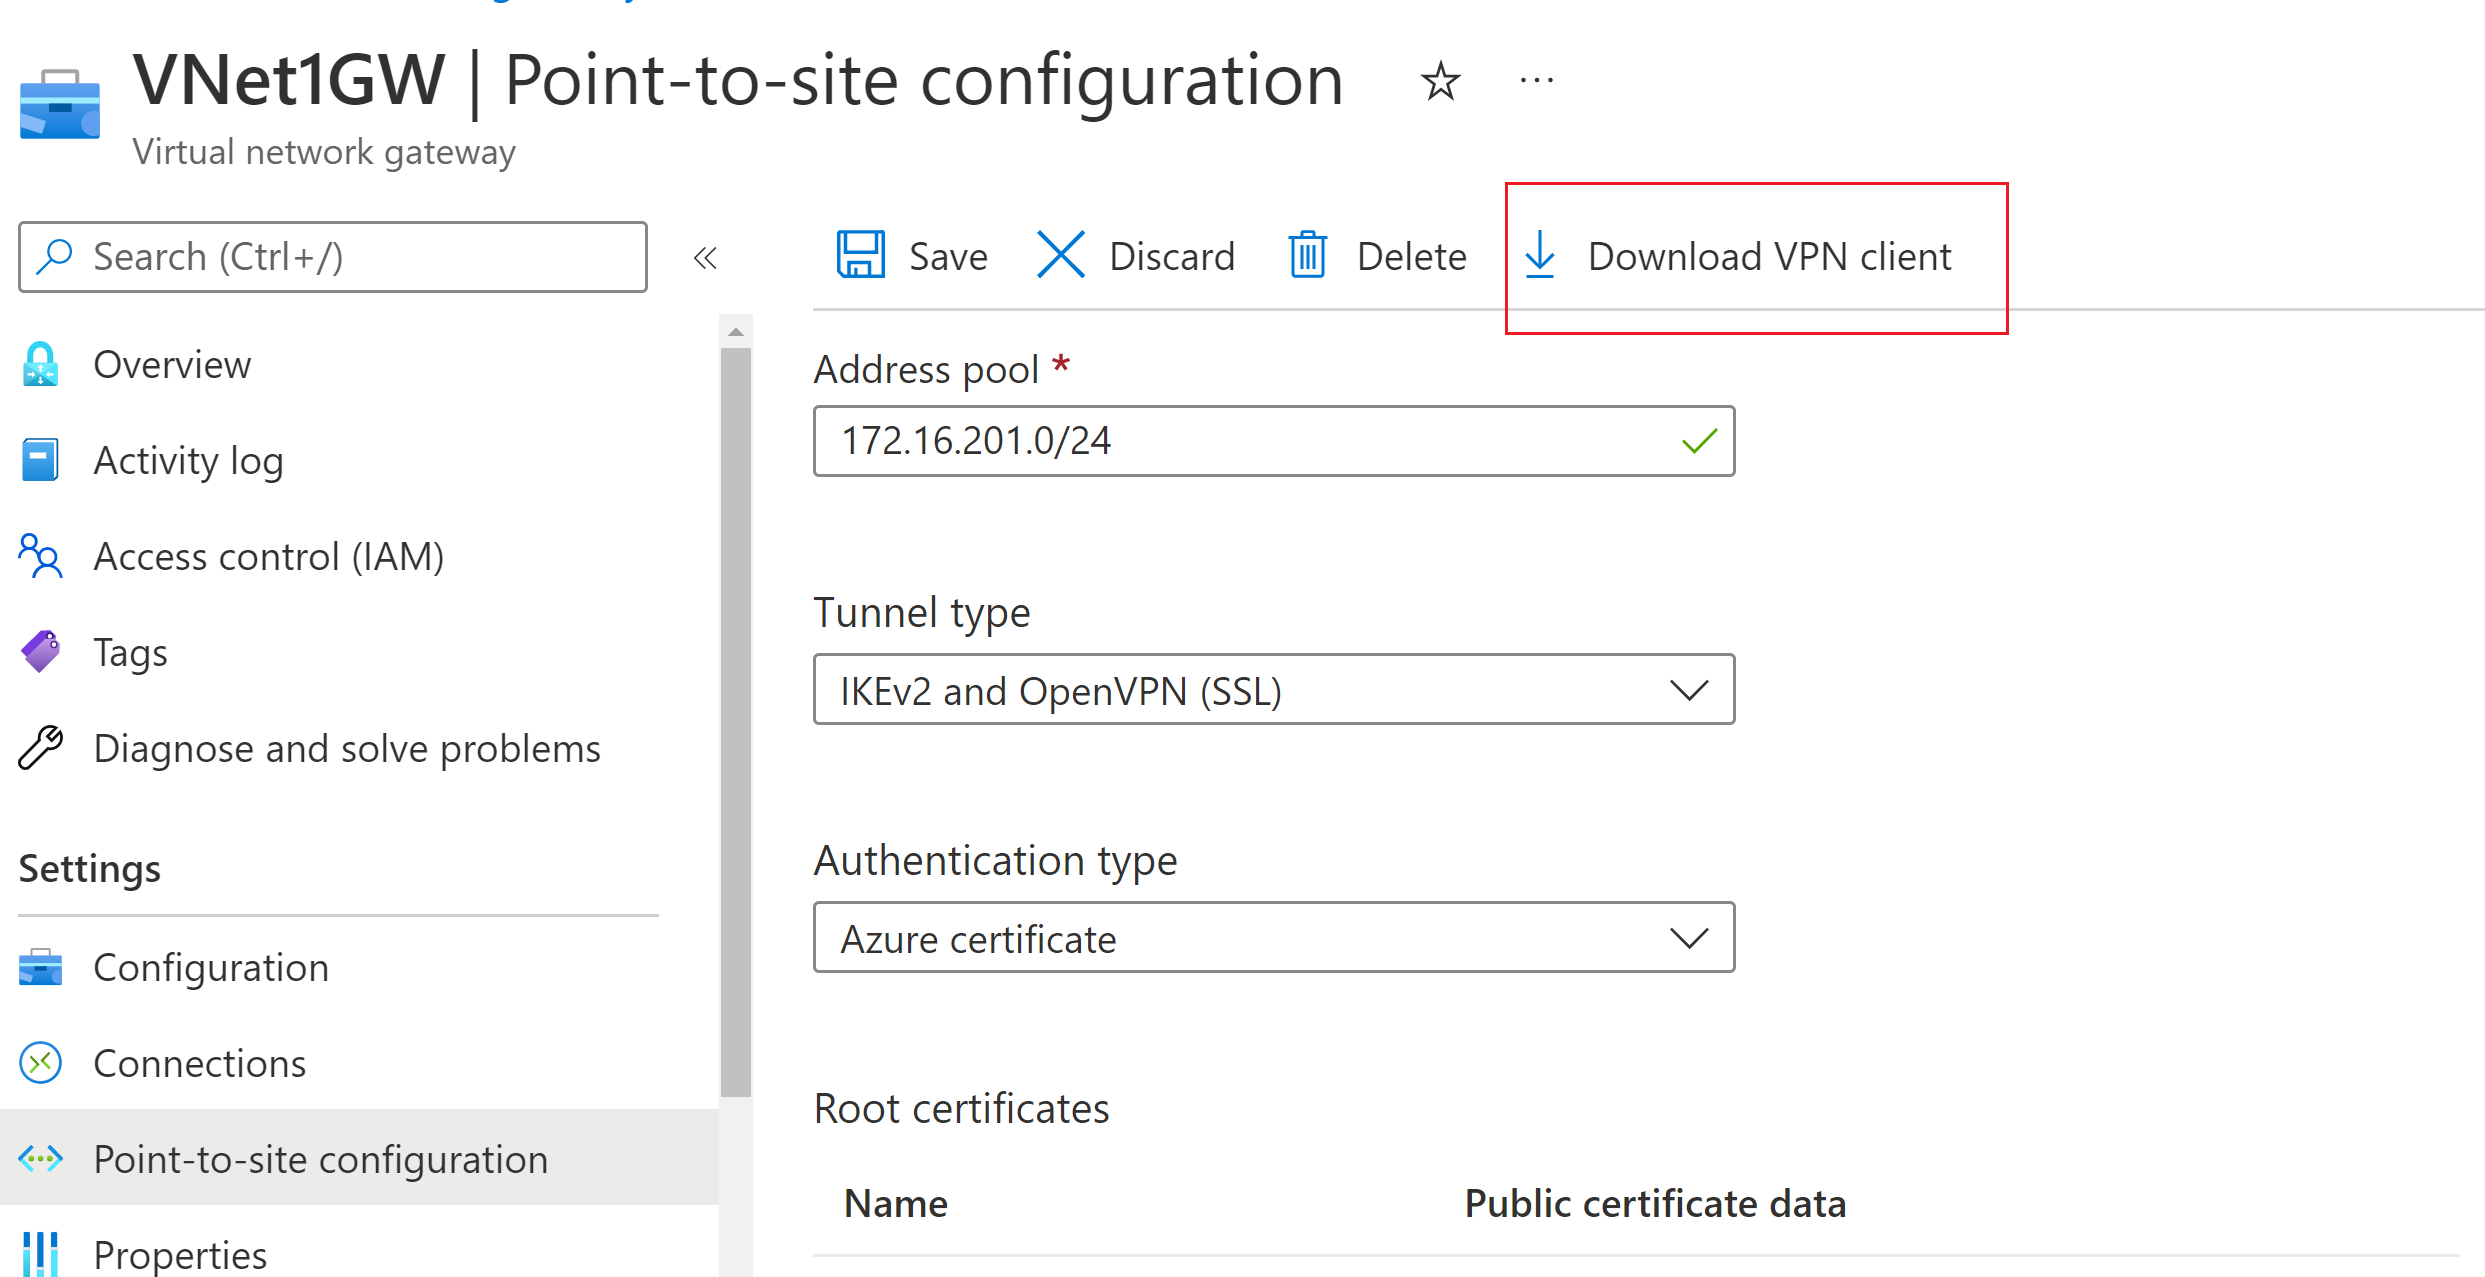 VNet1GW | Point-to-site configuration
Virtual network gateway
Search (Ctrl+/)
Overview
Activity log
Access control (IAM)
Tags
Diagnose and solve problems
Settings
Configuration
Connections
Point-to-site configuration
Properties
Save
Discard
Delete
Download VPN client
Address pool *
172.16.201.0/24
Tunnel type
IKEv2 and OpenVPN (SSL)
Authentication type
Azure certificate
Root certificates
Name
Public certificate data